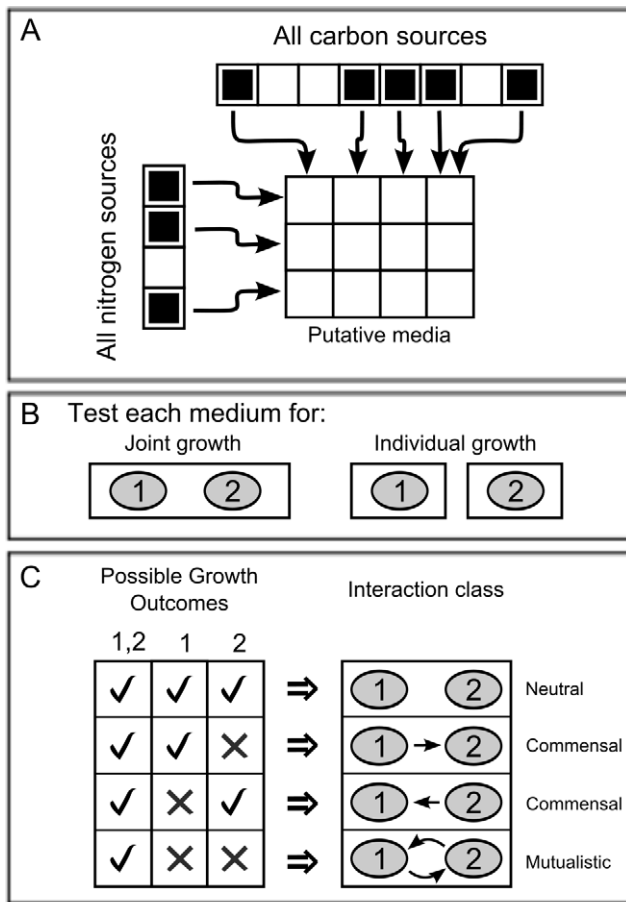 A
All carbon sources
All nitrogen sources
Putative media
B Test each medium for:
Joint growth Individual growth
1 2 1 2
C
Possible Growth
Outcomes
Interaction class
1,2 1 2
1 2 Neutral
1 2 Commensal
1 2 Commensal
1 2 Mutualistic